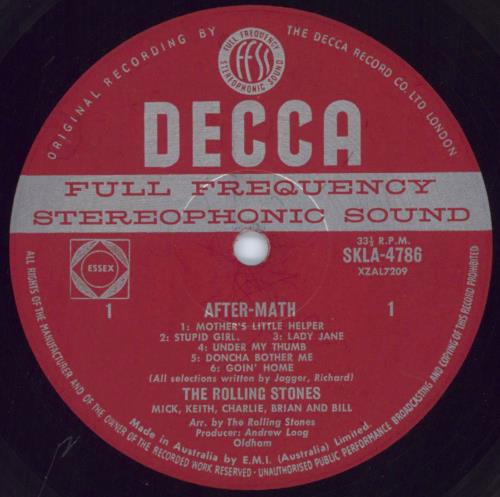 ORIGINAL RECORDING BY THE DECCA RECORD CO. LTD LONDON
FULL FREQUENCY
FFSS
STEREOPHONIC SOUND
DECCA
FULL FREQUENCY
STEREOPHONIC SOUND
33⅓ R.P.M.
SKLA-4786
XZAL7209
ESSEX
1
1
AFTER-MATH
1: MOTHER'S LITTLE HELPER
2: STUPID GIRL. 3: LADY JANE
4: UNDER MY THUMB
5: DONCHA BOTHER ME
6: GOIN' HOME
(All selections written by Jagger, Richard)
THE ROLLING STONES
MICK, KEITH, CHARLIE, BRIAN AND BILL
Arr. by The Rolling Stones
Producer: Andrew Loog
Oldham
Made in Australia by E.M.I. (Australia) Limited.
ALL RIGHTS OF THE MANUFACTURER AND OF THE OWNER OF THE RECORDED WORK RESERVED - UNAUTHORISED PUBLIC PERFORMANCE BROADCASTING AND COPYING OF THIS RECORD PROHIBITED